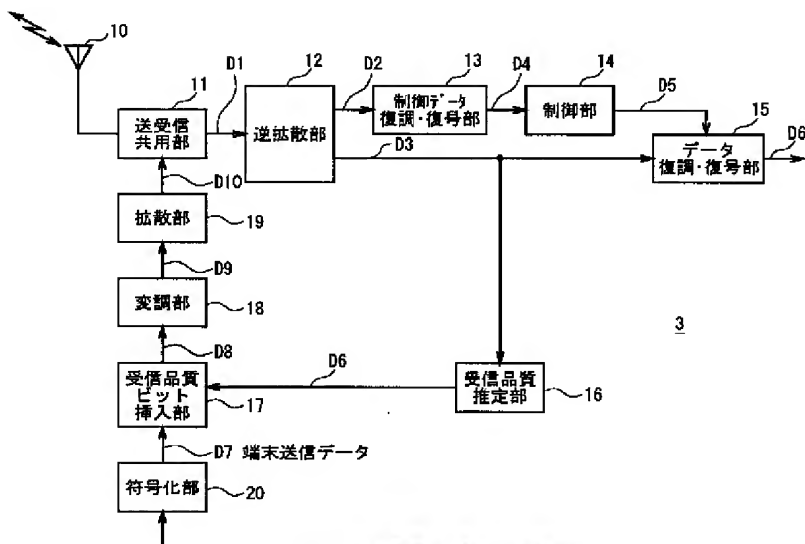 10
11
送受信
共用部
D1
12
逆拡散部
D2
13
制御データ
復調・復号部
D4
14
制御部
D5
15
データ
復調・復号部
D6
D3
D10
拡散部
19
D9
変調部
18
D8
受信品質
ビット
挿入部
17
D6
受信品質
推定部
16
3
D7 端末送信データ
符号化部
20